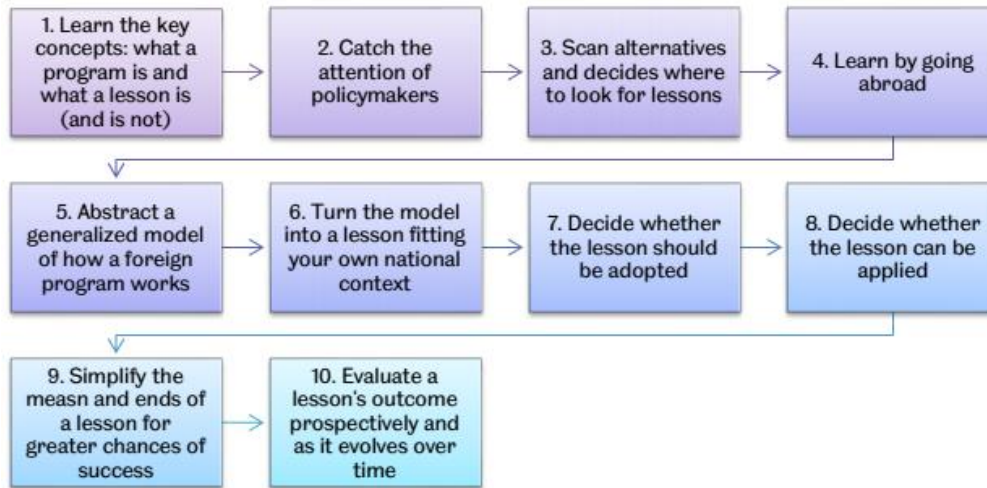 1. Learn the key
concepts: what a
program is and
what a lesson is
(and is not)
2. Catch the
attention of
policymakers
3. Scan alternatives
and decides where
to look for lessons
4. Learn by going
abroad
5. Abstract a
generalized model
of how a foreign
program works
6. Turn the model
into a lesson fitting
your own national
context
7. Decide whether
the lesson should
be adopted
8. Decide whether
the lesson can be
applied
9. Simplify the
measn and ends of
a lesson for
greater chances of
success
10. Evaluate a
lesson's outcome
prospectively and
as it evolves over
time